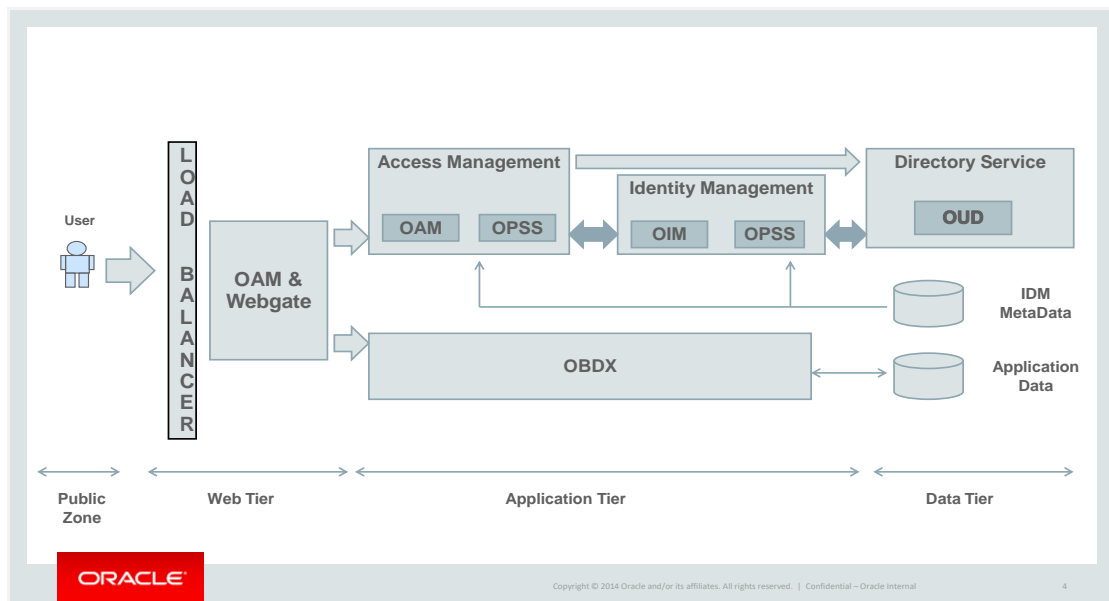 LOAD BALANCER
User
OAM &
Webgate
Access Management
OAM
OPSS
Identity Management
OIM
OPSS
Directory Service
OUD
IDM
MetaData
OBDX
Application
Data
Public
Zone
Web Tier
Application Tier
Data Tier
ORACLE®
Copyright © 2014 Oracle and/or its affiliates. All rights reserved. | Confidential – Oracle Internal
4